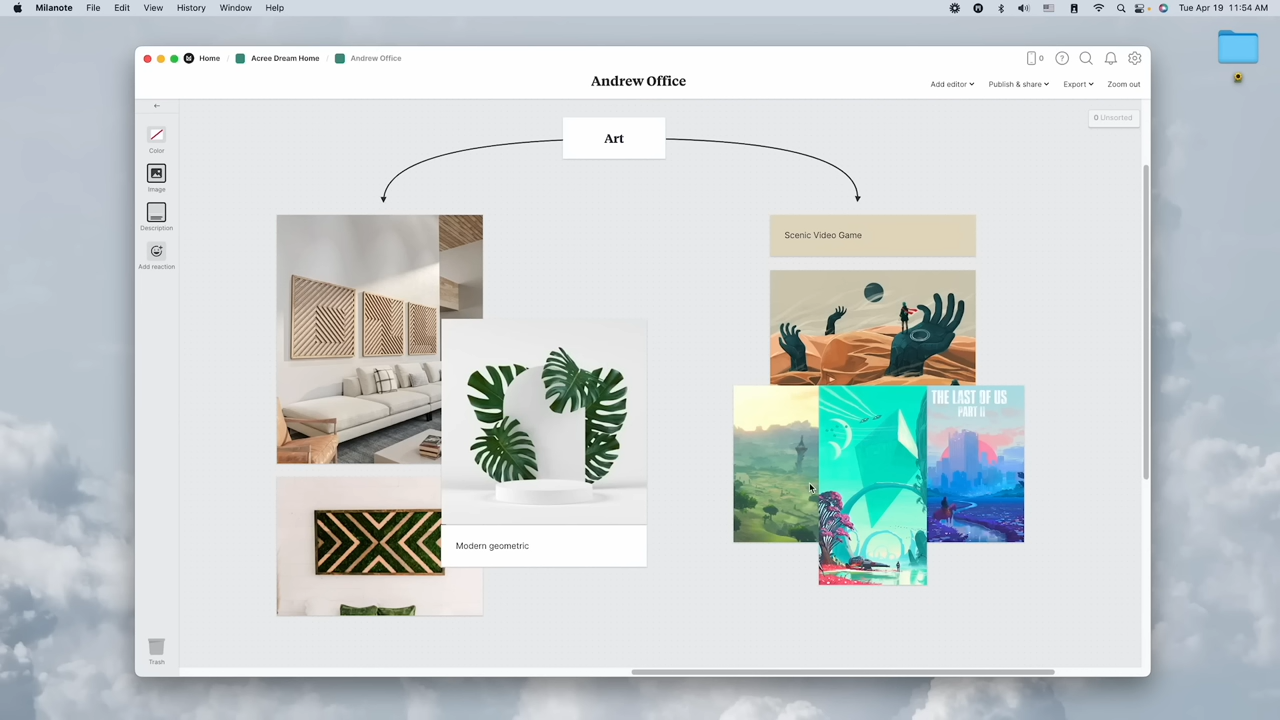 Milanote File Edit View History Window Help
Tue Apr 19 11:54 AM
Home / Acree Dream Home / Andrew Office
0
Andrew Office
Add editor Publish & share Export Zoom out
0 Unsorted
Color
Image
Description
Add reaction
Trash
Art
Modern geometric
Scenic Video Game
THE LAST OF US
PART II